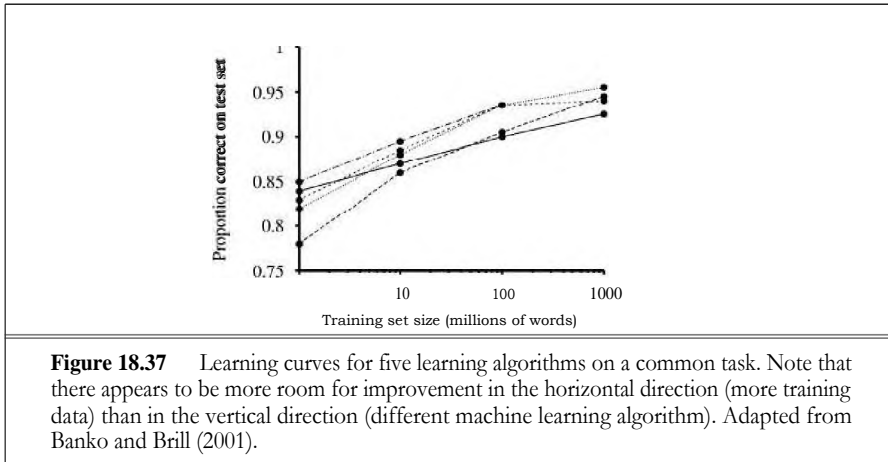 1
0.95
0.9
0.85
0.8
0.75
Proportion correct on test set
10 100 1000
Training set size (millions of words)
Figure 18.37 Learning curves for five learning algorithms on a common task. Note that
there appears to be more room for improvement in the horizontal direction (more training
data) than in the vertical direction (different machine learning algorithm). Adapted from
Banko and Brill (2001).